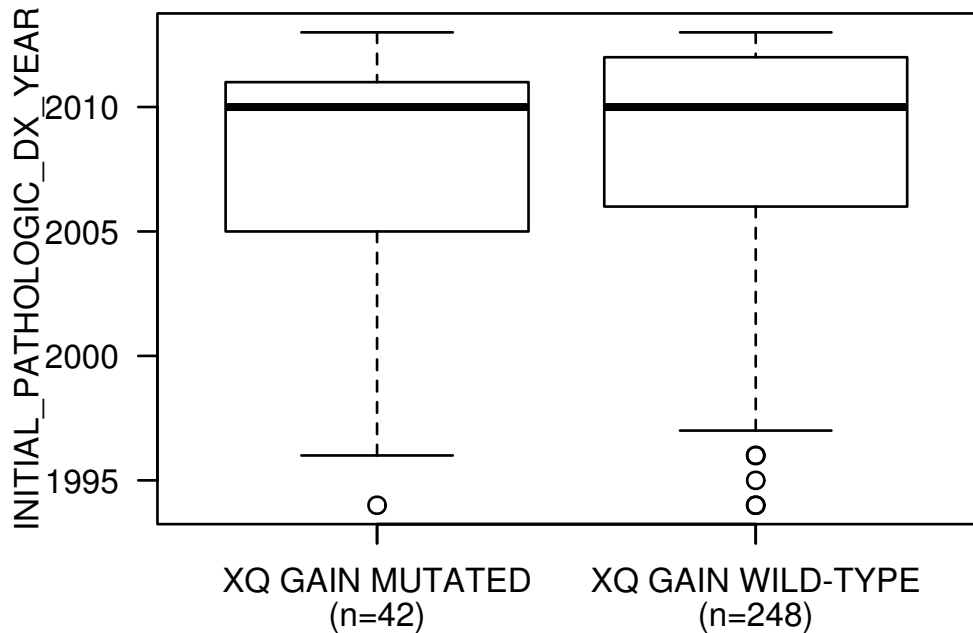 INITIAL_PATHOLOGIC_DX_YEAR
2010
2005
2000
1995
XQ GAIN MUTATED
(n=42)
XQ GAIN WILD-TYPE
(n=248)